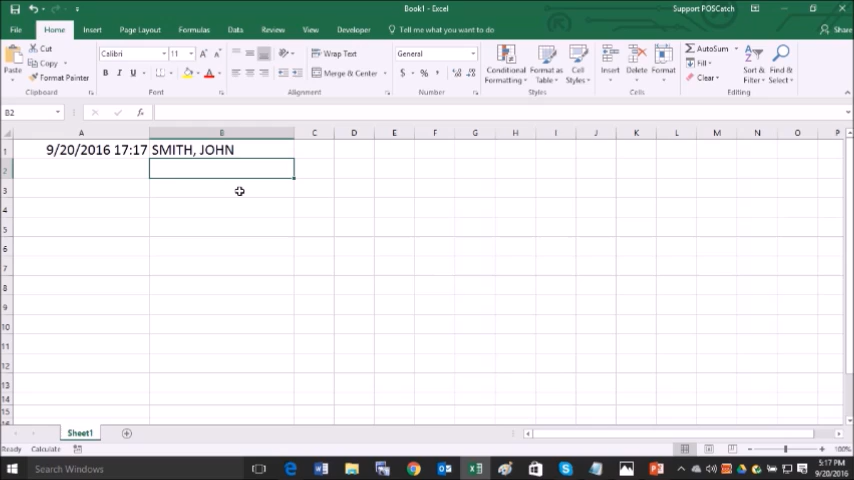 Book1 - Excel
Support POSCatch
File Home Insert Page Layout Formulas Data Review View Developer Tell me what you want to do Share
Paste Cut Copy Format Painter Clipboard
Calibri 11 B I U A A A Font
Wrap Text Merge & Center Alignment
General $ % , Number
Conditional Formatting Format as Table Cell Styles Styles
Insert Delete Format Cells
AutoSum Fill Clear Sort & Filter Find & Select Editing
B2 fx
A B C D E F G H I J K L M N O P
1 9/20/2016 17:17 SMITH, JOHN
2
3
4
5
6
7
8
9
10
11
12
13
14
15
Sheet1
Ready Calculate 100%
Search Windows 5:17 PM
9/20/2016